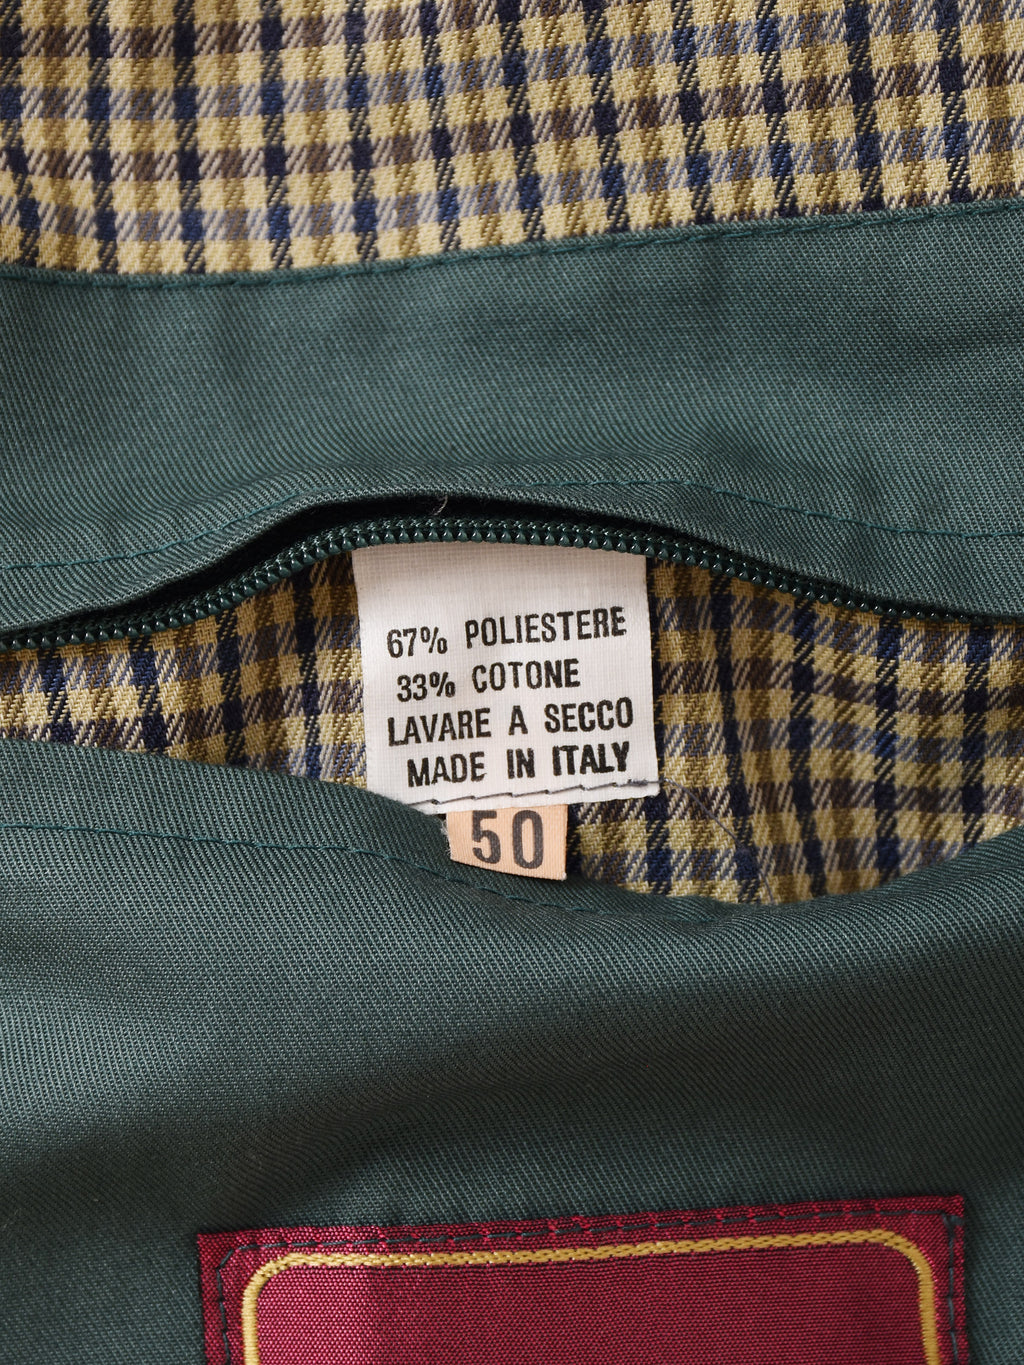 67% POLIESTERE
33% COTONE
LAVARE A SECCO
MADE IN ITALY
50